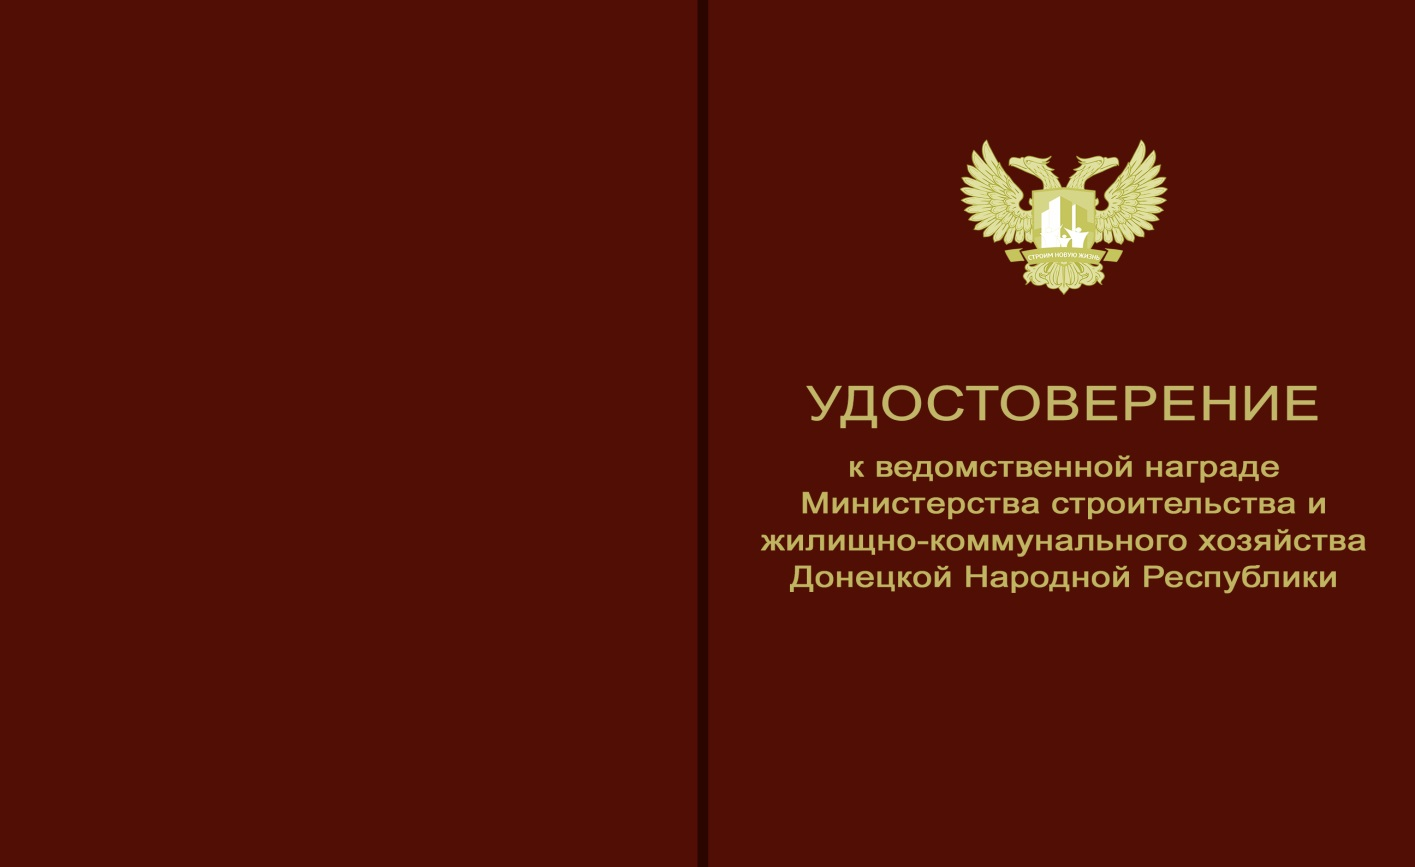 СТРОИМ НОВУЮ ЖИЗНЬ
УДОСТОВЕРЕНИЕ
к ведомственной награде
Министерства строительства и
жилищно-коммунального хозяйства
Донецкой Народной Республики